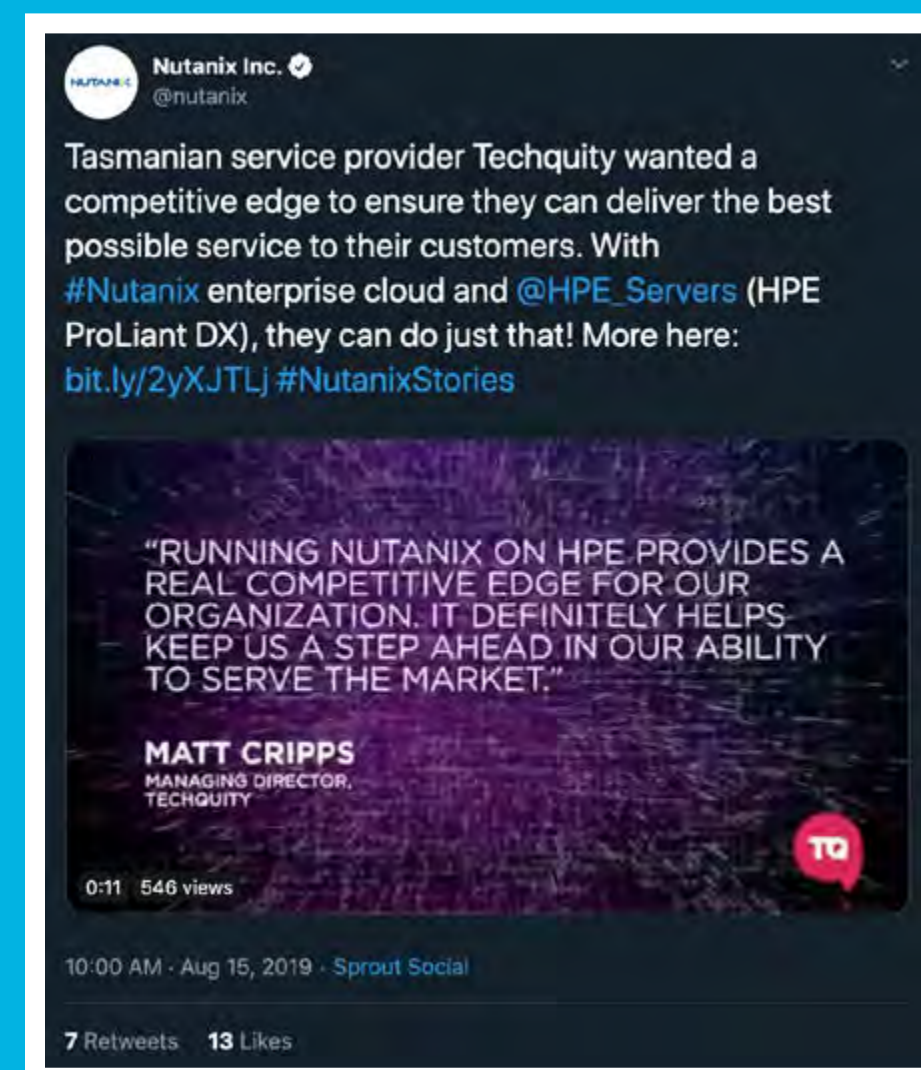 NUTANIX
Nutanix Inc.
@nutanix
Tasmanian service provider Techquity wanted a
competitive edge to ensure they can deliver the best
possible service to their customers. With
#Nutanix enterprise cloud and @HPE_Servers (HPE
ProLiant DX), they can do just that! More here:
bit.ly/2yXJTLj #NutanixStories
“RUNNING NUTANIX ON HPE PROVIDES A
REAL COMPETITIVE EDGE FOR OUR
ORGANIZATION. IT DEFINITELY HELPS
KEEP US A STEP AHEAD IN OUR ABILITY
TO SERVE THE MARKET.”
MATT CRIPPS
MANAGING DIRECTOR,
TECHQUITY
TQ
0:11 546 views
10:00 AM · Aug 15, 2019 · Sprout Social
7 Retweets 13 Likes